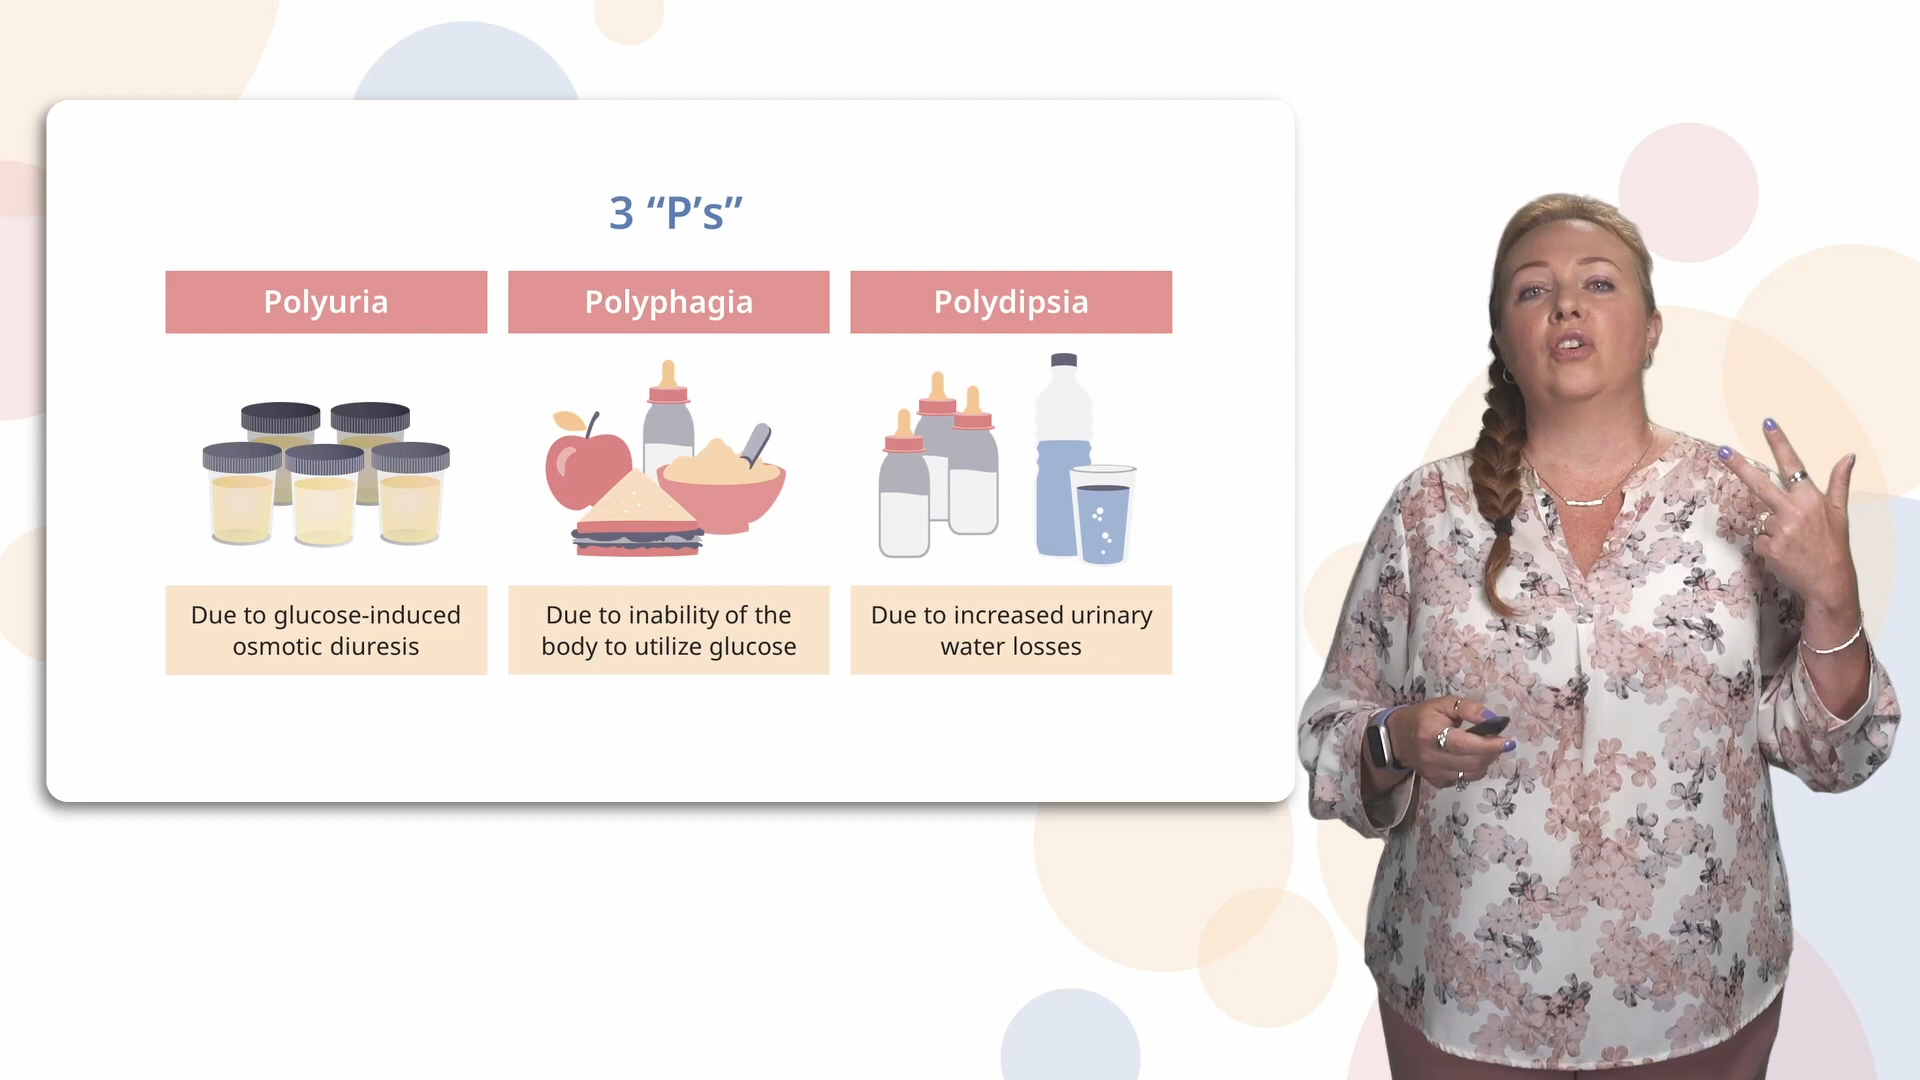 3 “P’s”
Polyuria
Polyphagia
Polydipsia
Due to glucose-induced
osmotic diuresis
Due to inability of the
body to utilize glucose
Due to increased urinary
water losses